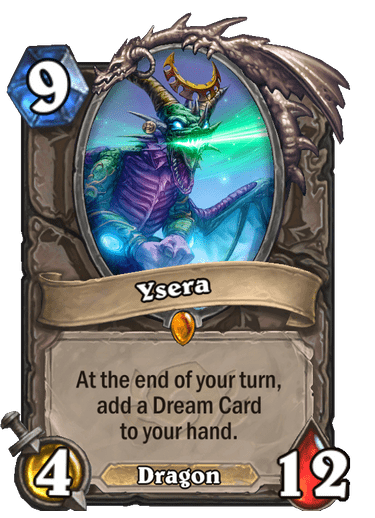 9
Ysera
At the end of your turn,
add a Dream Card
to your hand.
4
Dragon
12